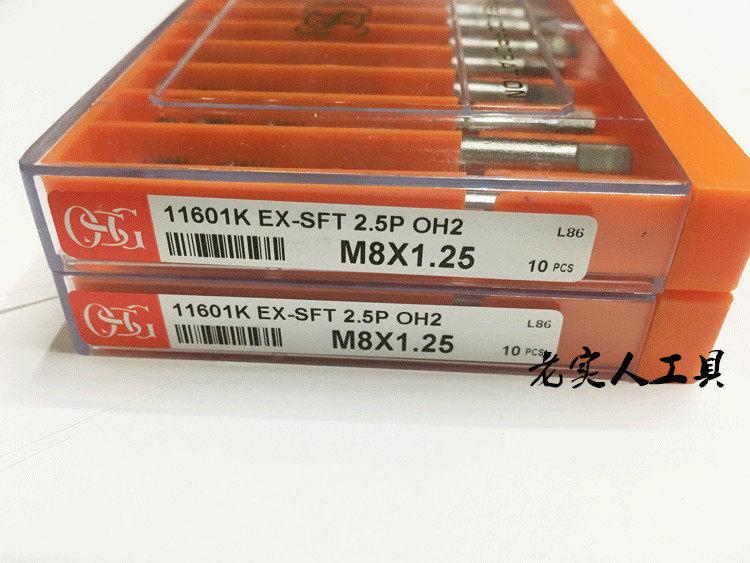 OSG
11601K EX-SFT 2.5P OH2
L86
M8X1.25
10 PCS
OSG
11601K EX-SFT 2.5P OH2
L86
M8X1.25
10 PCS
老实人工具